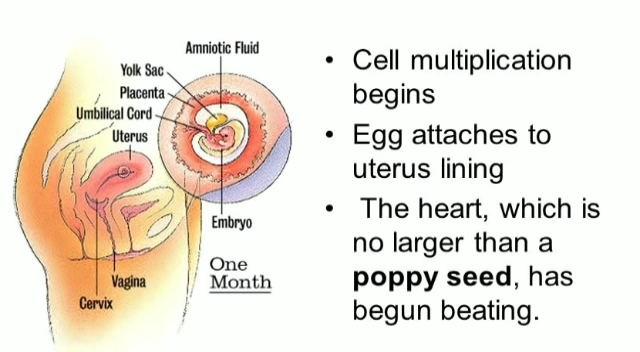 Amniotic Fluid
Yolk Sac
Placenta
Umbilical Cord
Uterus
Embryo
One
Month
Vagina
Cervix
• Cell multiplication
begins
• Egg attaches to
uterus lining
• The heart, which is
no larger than a
poppy seed, has
begun beating.